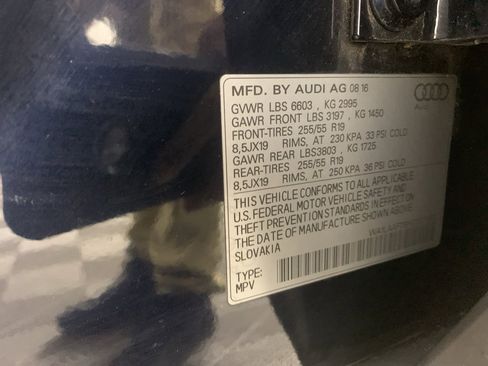 MFD. BY AUDI AG 08 16
GVWR LBS 6603 , KG 2995
GAWR FRONT LBS 3197 , KG 1450
FRONT-TIRES 255/55 R19
8,5JX19 RIMS, AT 230 KPA 33 PSI COLD
GAWR REAR LBS3803 , KG 1725
REAR-TIRES 255/55 R19
8,5JX19 RIMS, AT 250 KPA 36 PSI COLD
Audi
THIS VEHICLE CONFORMS TO ALL APPLICABLE
U.S.FEDERAL MOTOR VEHICLE SAFETY AND
THEFT PREVENTION STANDARDS IN EFFECT ON
THE DATE OF MANUFACTURE SHOWN ABOVE
SLOVAKIA
TYPE:
MPV